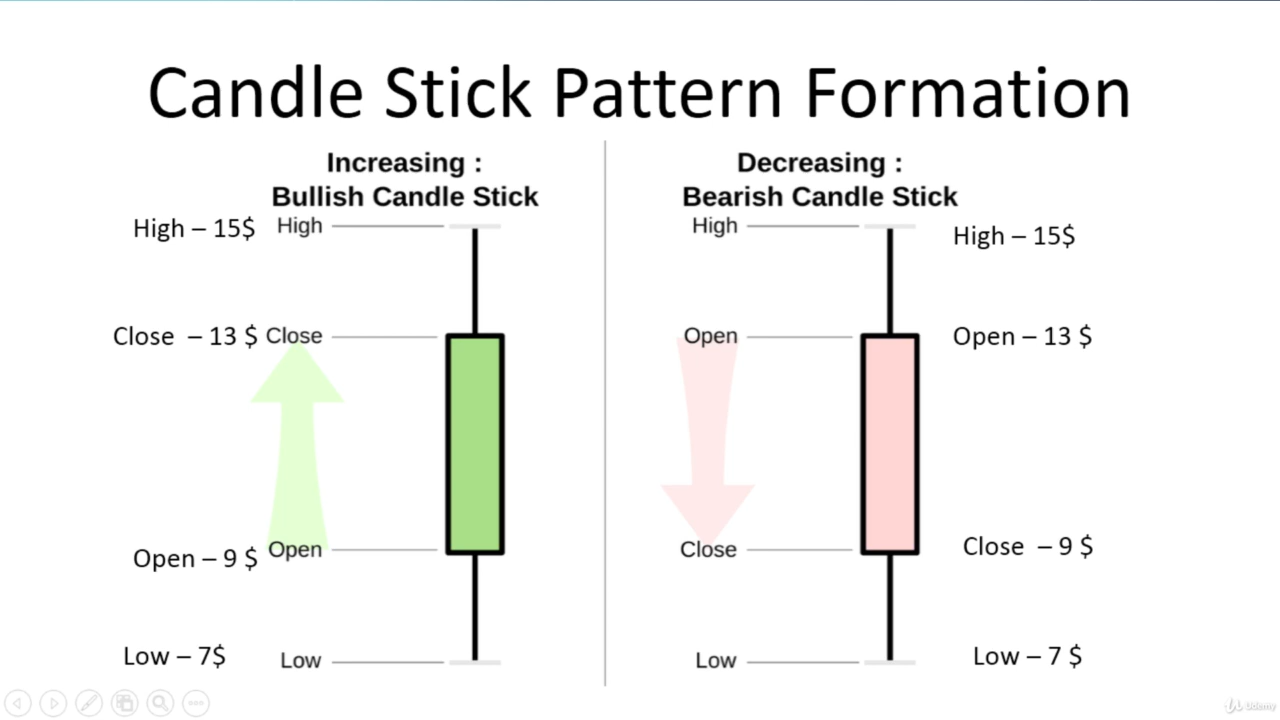 Candle Stick Pattern Formation
Increasing :
Bullish Candle Stick
High – 15$ High
Close  – 13 $ Close
Open – 9 $ Open
Low – 7$ Low
Decreasing :
Bearish Candle Stick
High High – 15$
Open Open – 13 $
Close Close  – 9 $
Low Low – 7 $
Udemy